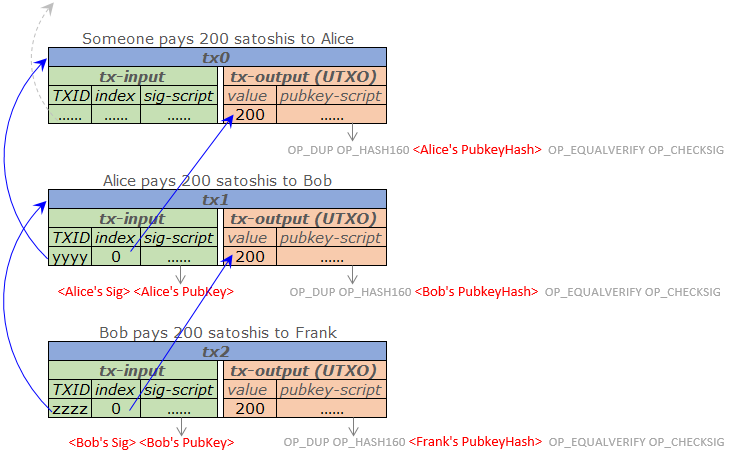 Someone pays 200 satoshis to Alice
tx0
tx-input tx-output (UTXO)
TXID index sig-script value pubkey-script
...... ...... ...... 200 ......
OP_DUP OP_HASH160 <Alice's PubkeyHash> OP_EQUALVERIFY OP_CHECKSIG
Alice pays 200 satoshis to Bob
tx1
tx-input tx-output (UTXO)
TXID index sig-script value pubkey-script
yyyy 0 ...... 200 ......
<Alice's Sig> <Alice's PubKey> OP_DUP OP_HASH160 <Bob's PubkeyHash> OP_EQUALVERIFY OP_CHECKSIG
Bob pays 200 satoshis to Frank
tx2
tx-input tx-output (UTXO)
TXID index sig-script value pubkey-script
zzzz 0 ...... 200 ......
<Bob's Sig> <Bob's PubKey> OP_DUP OP_HASH160 <Frank's PubkeyHash> OP_EQUALVERIFY OP_CHECKSIG